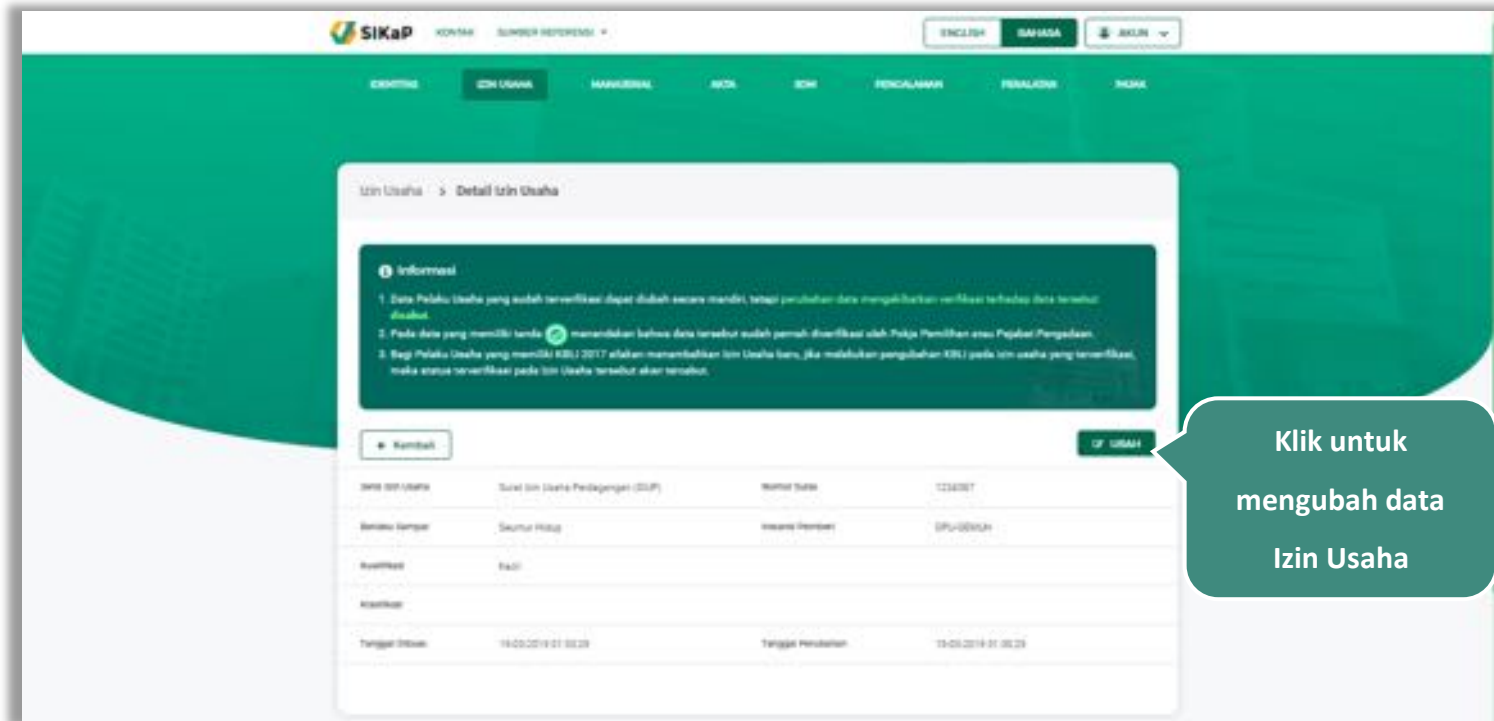 SIKaP KONTAK SUMBER REFERENSI ENGLISH BAHASA AKUN
IDENTITAS IZIN USAHA MANAJERIAL AKTA SDM PENGALAMAN PERALATAN PAJAK
Izin Usaha > Detail Izin Usaha
Informasi
1. Data Pelaku Usaha yang sudah terverifikasi dapat diubah secara mandiri, tetapi perubahan data mengakibatkan verifikasi terhadap data tersebut
dicabut.
2. Pada data yang memiliki tanda menandakan bahwa data tersebut sudah pernah diverifikasi oleh Pokja Pemilihan atau Pejabat Pengadaan.
3. Bagi Pelaku Usaha yang memiliki KBLI 2017 silakan menambahkan Izin Usaha baru, jika melakukan pengubahan KBLI pada izin usaha yang terverifikasi,
maka status terverifikasi pada Izin Usaha tersebut akan tercabut.
Kembali UBAH
Klik untuk
mengubah data
Izin Usaha
Jenis Izin Usaha Surat Izin Usaha Perdagangan (SIUP) Nomor Surat
Berlaku Sampai Seumur Hidup Instansi Pemberi
Kualifikasi Kecil
Klasifikasi
Tanggal Dibuat Tanggal Perubahan